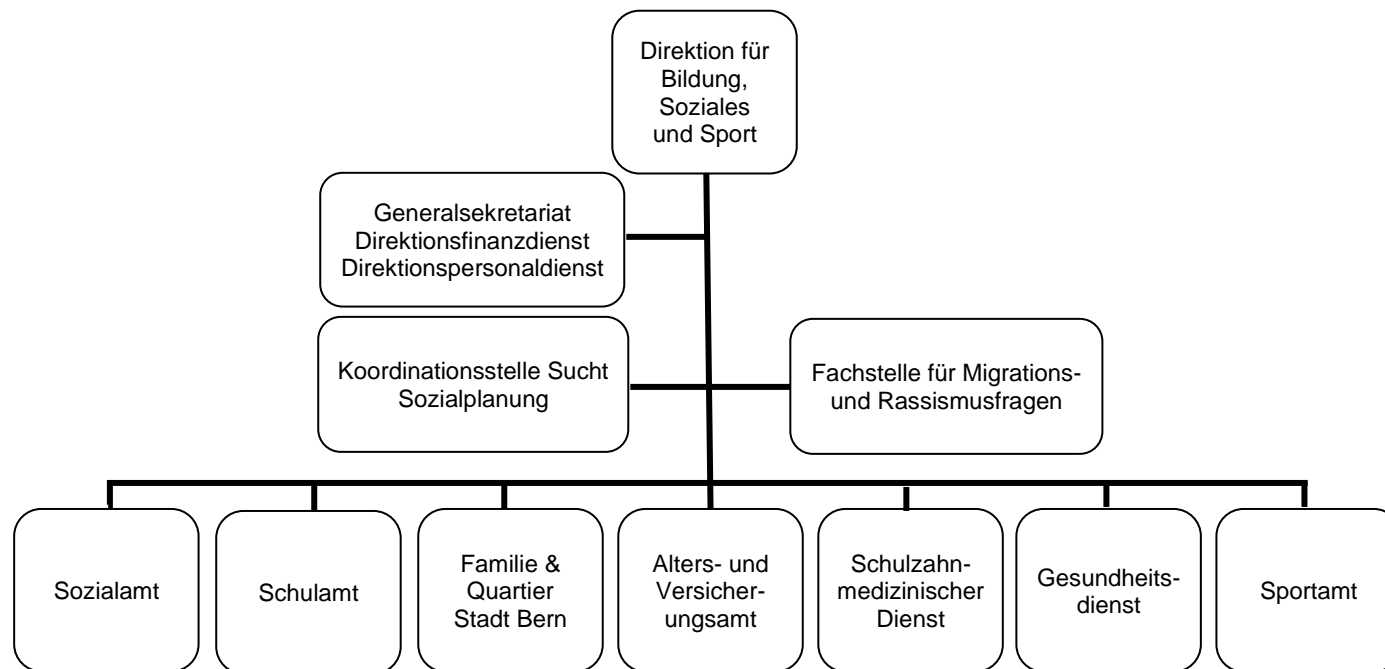 Direktion für
Bildung,
Soziales
und Sport
Generalsekretariat
Direktionsfinanzdienst
Direktionspersonaldienst
Koordinationsstelle Sucht
Sozialplanung
Fachstelle für Migrations-
und Rassismusfragen
Sozialamt
Schulamt
Familie &
Quartier
Stadt Bern
Alters- und
Versicher-
ungsamt
Schulzahn-
medizinischer
Dienst
Gesundheits-
dienst
Sportamt